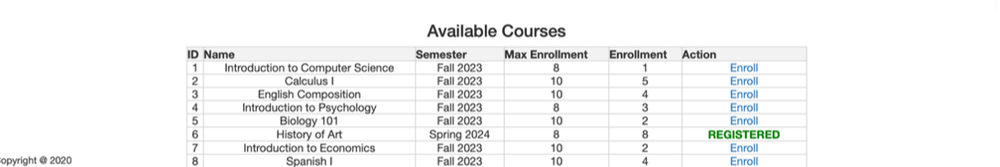 Available Courses
ID Name Semester Max Enrollment Enrollment Action
1 Introduction to Computer Science Fall 2023 8 1 Enroll
2 Calculus I Fall 2023 10 5 Enroll
3 English Composition Fall 2023 10 4 Enroll
4 Introduction to Psychology Fall 2023 8 3 Enroll
5 Biology 101 Fall 2023 10 2 Enroll
6 History of Art Spring 2024 8 8 REGISTERED
7 Introduction to Economics Fall 2023 10 2 Enroll
8 Spanish I Fall 2023 10 4 Enroll
opyright @ 2020